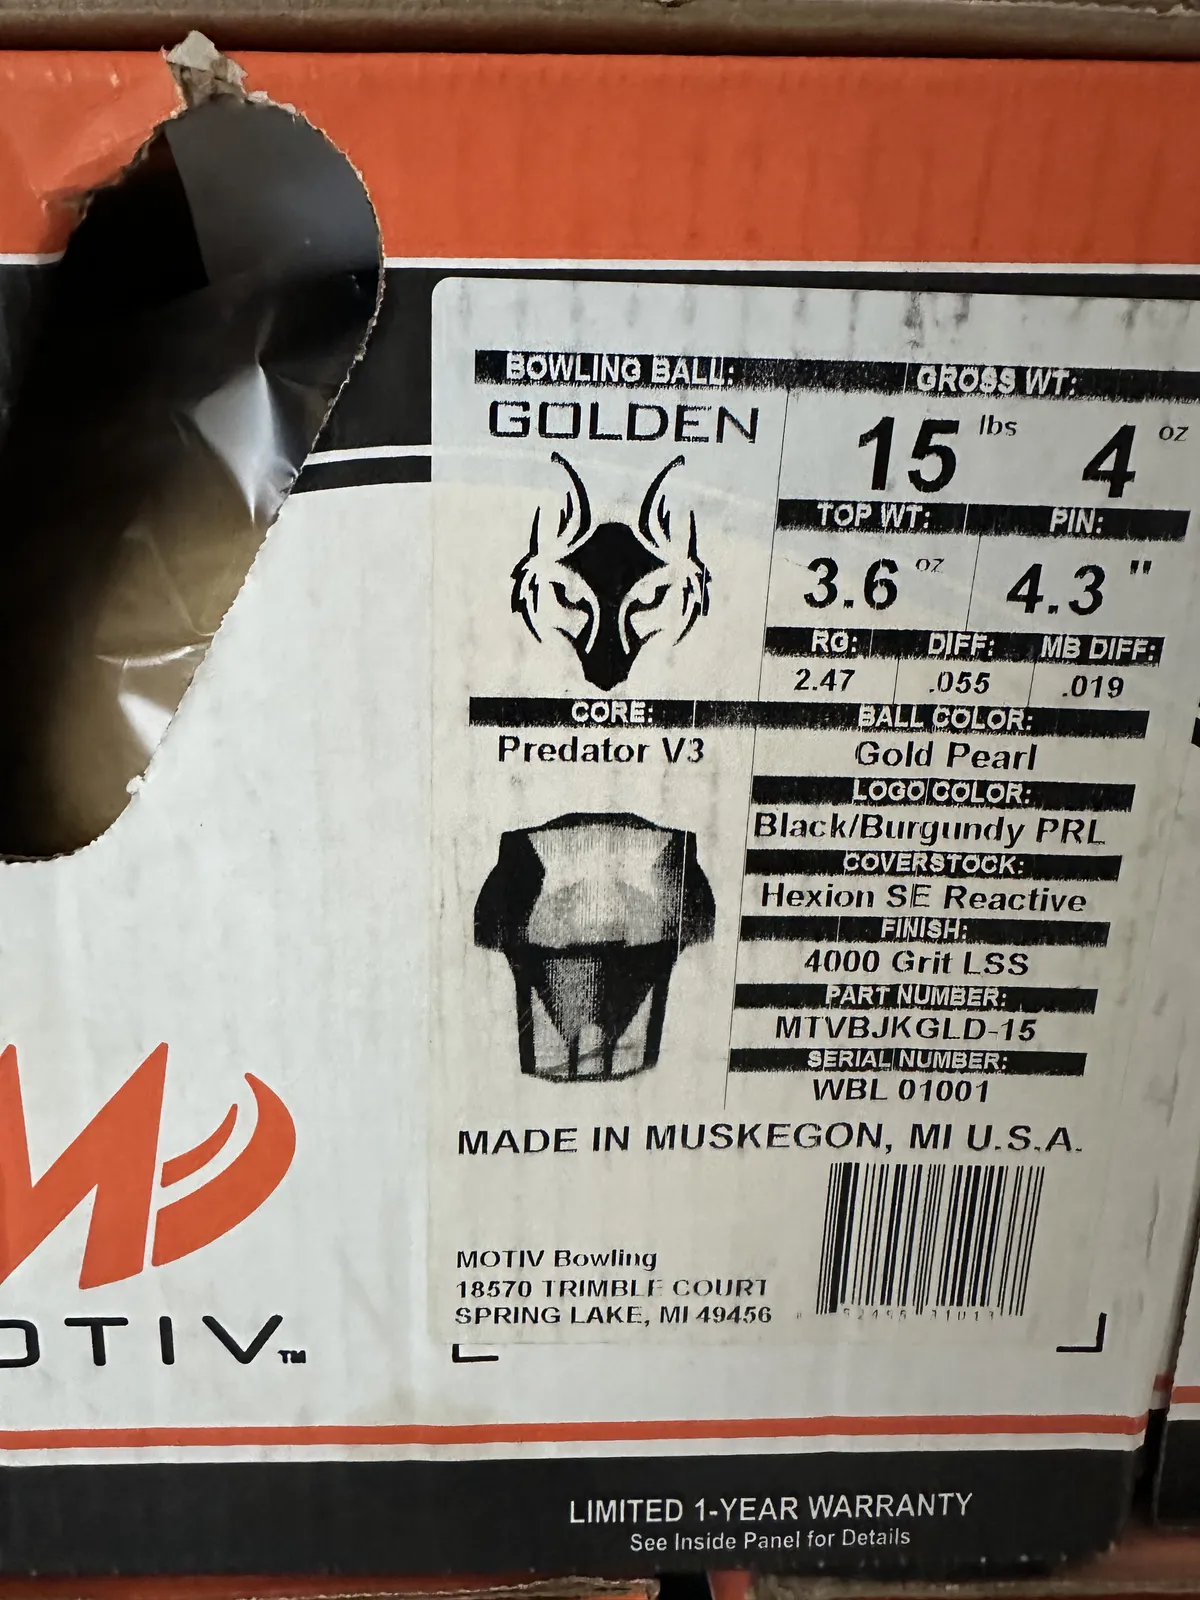 BOWLING BALL:
GOLDEN
GROSS WT:
15 lbs 4 oz
TOP WT: PIN:
3.6 oz 4.3"
RG: DIFF: MB DIFF:
2.47 .055 .019
CORE:
Predator V3
BALL COLOR:
Gold Pearl
LOGO COLOR:
Black/Burgundy PRL
COVERSTOCK:
Hexion SE Reactive
FINISH:
4000 Grit LSS
PART NUMBER:
MTVBJKGLD-15
SERIAL NUMBER:
WBL 01001
MADE IN MUSKEGON, MI U.S.A.
MOTIV Bowling
18570 TRIMBLE COURT
SPRING LAKE, MI 49456
OTIV™
LIMITED 1-YEAR WARRANTY
See Inside Panel for Details